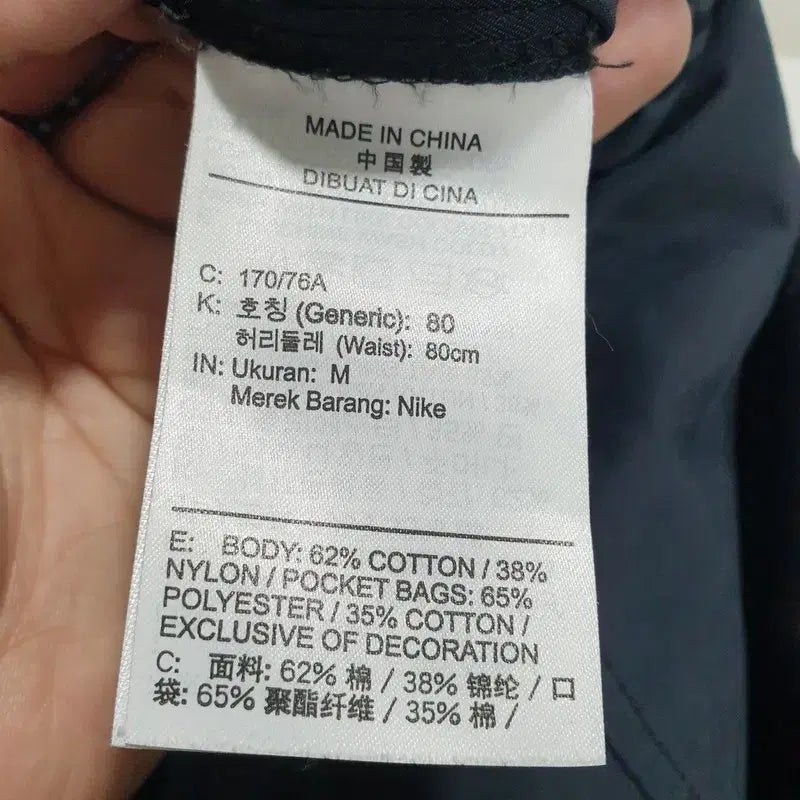 MADE IN CHINA
中国製
DIBUAT DI CINA
C: 170/76A
K: 호칭 (Generic): 80
허리둘레 (Waist): 80cm
IN: Ukuran: M
Merek Barang: Nike
E: BODY: 62% COTTON / 38%
NYLON / POCKET BAGS: 65%
POLYESTER / 35% COTTON /
EXCLUSIVE OF DECORATION
C: 面料: 62% 棉 / 38% 锦纶 / 口
袋: 65% 聚酯纤维 / 35% 棉 /